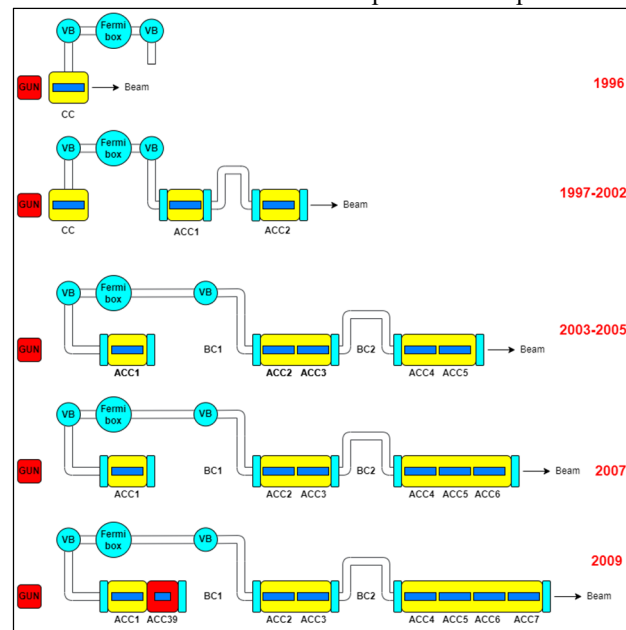 VB Fermi box VB
GUN Beam 1996
CC
VB Fermi box VB
1997-2002
GUN Beam
CC ACC1 ACC2
VB Fermi box VB
2003-2005
GUN BC1 BC2 Beam
ACC1 ACC2 ACC3 ACC4 ACC5
VB Fermi box VB
GUN BC1 BC2 Beam 2007
ACC1 ACC2 ACC3 ACC4 ACC5 ACC6
VB Fermi box VB
2009
GUN BC1 BC2 Beam
ACC1 ACC39 ACC2 ACC3 ACC4 ACC5 ACC6 ACC7